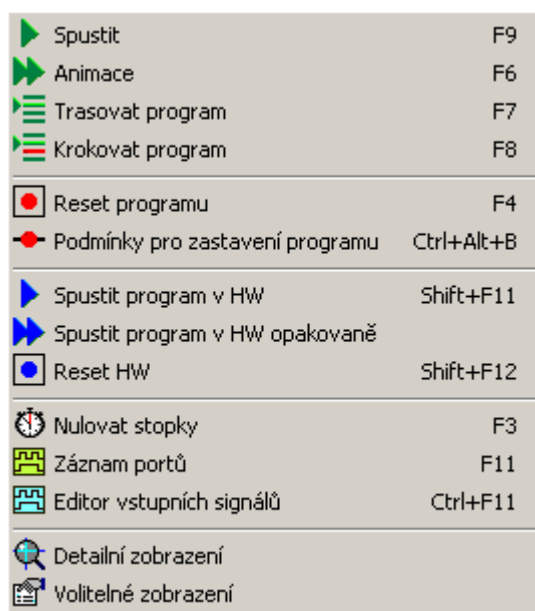 Spustit F9
Animace F6
Trasovat program F7
Krokovat program F8
Reset programu F4
Podmínky pro zastavení programu Ctrl+Alt+B
Spustit program v HW Shift+F11
Spustit program v HW opakovaně
Reset HW Shift+F12
Nulovat stopky F3
Záznam portů F11
Editor vstupních signálů Ctrl+F11
Detailní zobrazení
Volitelné zobrazení